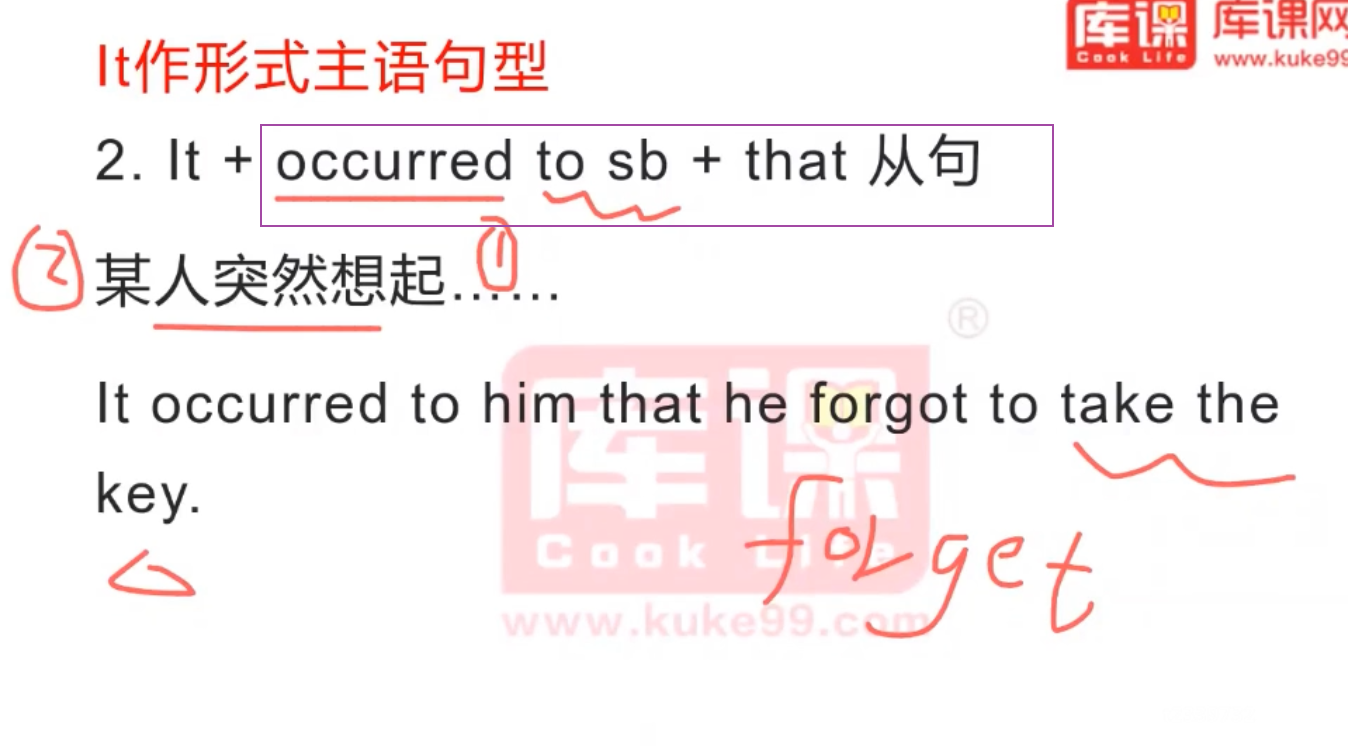 It作形式主语句型
库课 Cook Life 库课网
www.kuke99
2. It + occurred to sb + that 从句
① 
② 某人突然想起……
®
It occurred to him that he forgot to take the
key.
库课
forget
Cook Life
www.kuke99.com